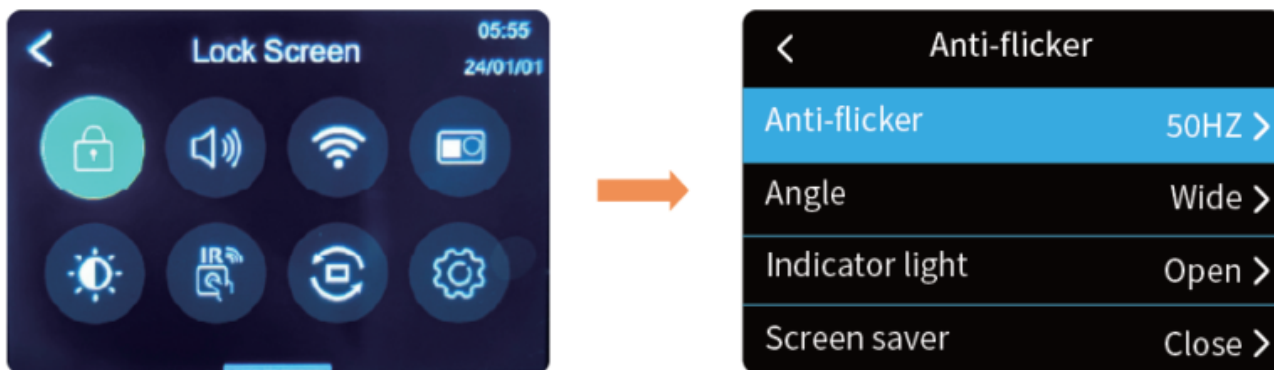 Lock Screen
05:55
24/01/01
IR
Anti-flicker
Anti-flicker 50HZ
Angle Wide
Indicator light Open
Screen saver Close